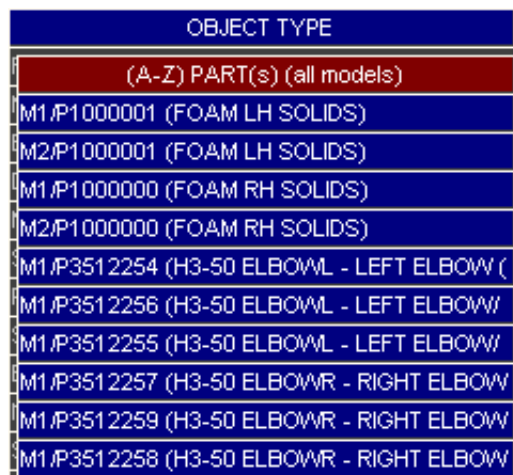 OBJECT TYPE
(A-Z) PART(s) (all models)
M1/P1000001 (FOAM LH SOLIDS)
M2/P1000001 (FOAM LH SOLIDS)
M1/P1000000 (FOAM RH SOLIDS)
M2/P1000000 (FOAM RH SOLIDS)
M1/P3512254 (H3-50 ELBOWL - LEFT ELBOW (
M1/P3512256 (H3-50 ELBOWL - LEFT ELBOW/
M1/P3512255 (H3-50 ELBOWL - LEFT ELBOW/
M1/P3512257 (H3-50 ELBOWR - RIGHT ELBOW
M1/P3512259 (H3-50 ELBOWR - RIGHT ELBOW
M1/P3512258 (H3-50 ELBOWR - RIGHT ELBOW